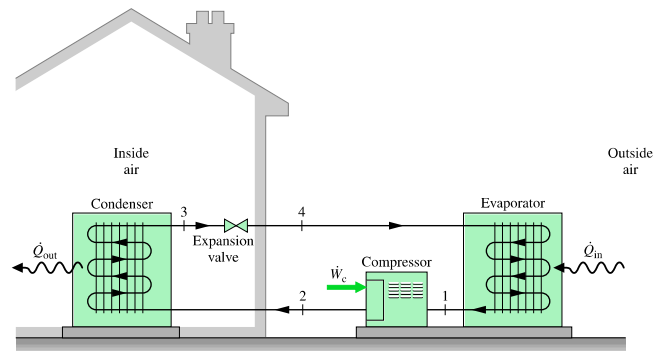 Inside
air
Outside
air
Condenser
Evaporator
3
4
Expansion
valve
Q̇out
Q̇in
Compressor
Ẇc
2
1